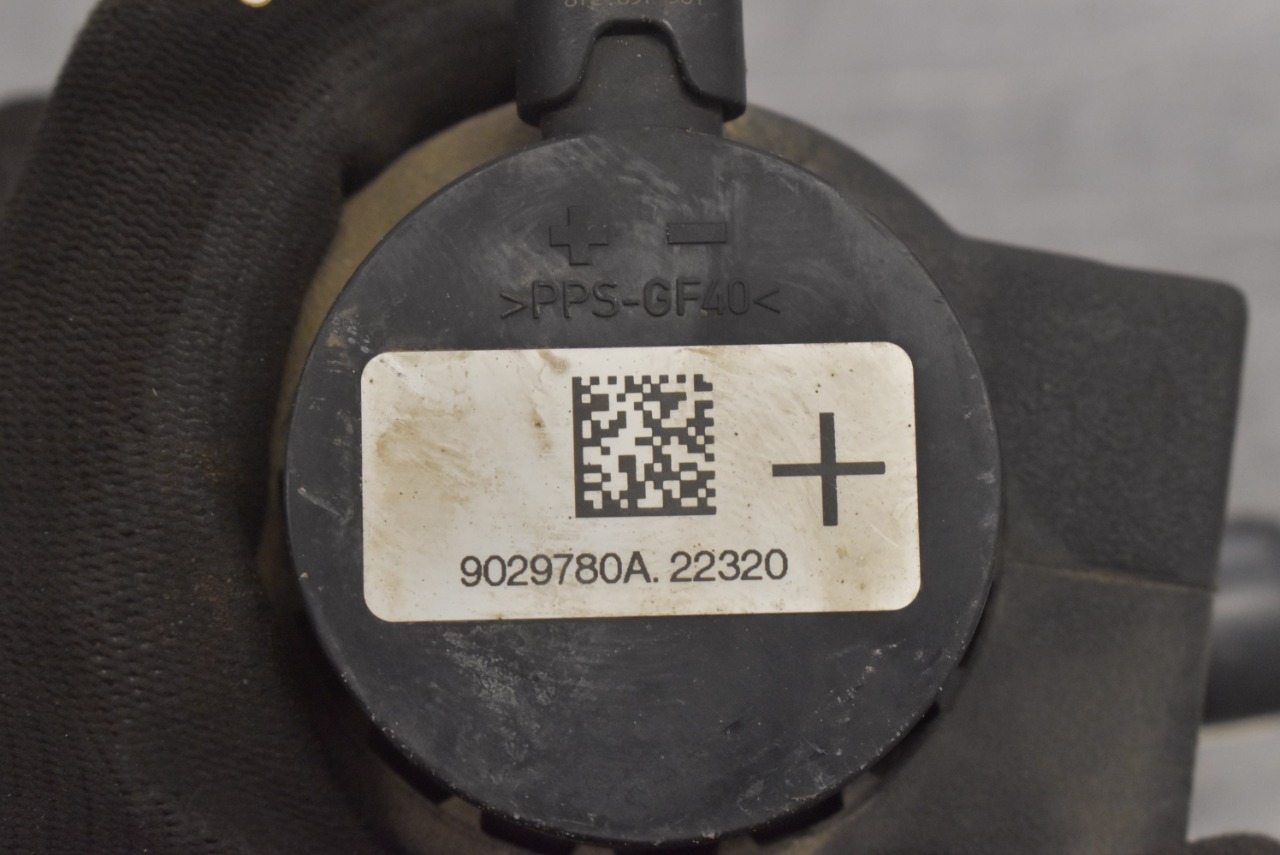 + −
>PPS-GF40<
+
9029780A. 22320